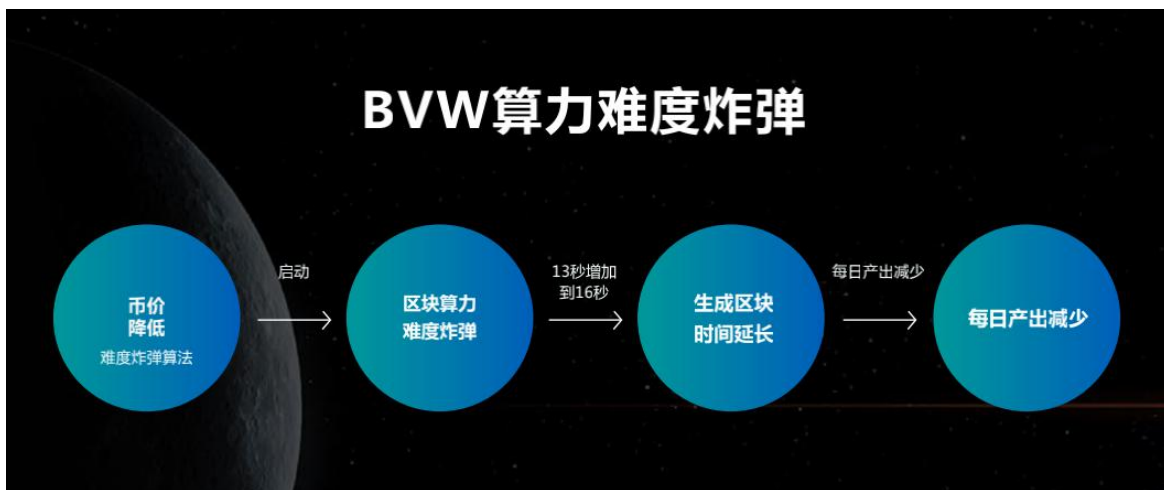 BVW算力难度炸弹
币价
降低
难度炸弹算法
启动
区块算力
难度炸弹
13秒增加
到16秒
生成区块
时间延长
每日产出减少
每日产出减少